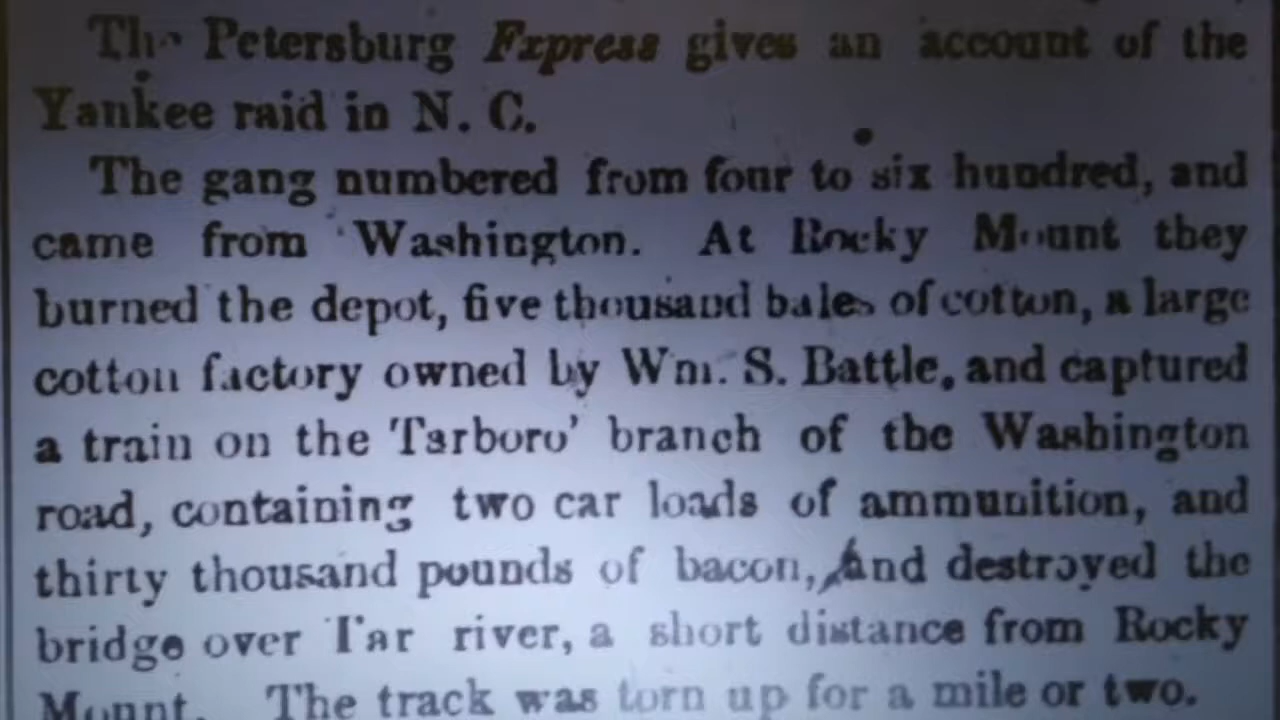 The Petersburg Express gives an account of the
Yankee raid in N. C.
The gang numbered from four to six hundred, and
came from Washington. At Rocky Mount they
burned the depot, five thousand bales of cotton, a large
cotton factory owned by Wm. S. Battle, and captured
a train on the Tarboro' branch of the Washington
road, containing two car loads of ammunition, and
thirty thousand pounds of bacon, and destroyed the
bridge over Tar river, a short distance from Rocky
Mount. The track was torn up for a mile or two.